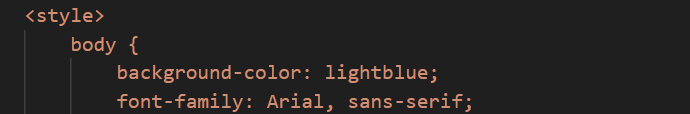 <style>
body {
background-color: lightblue;
font-family: Arial, sans-serif;